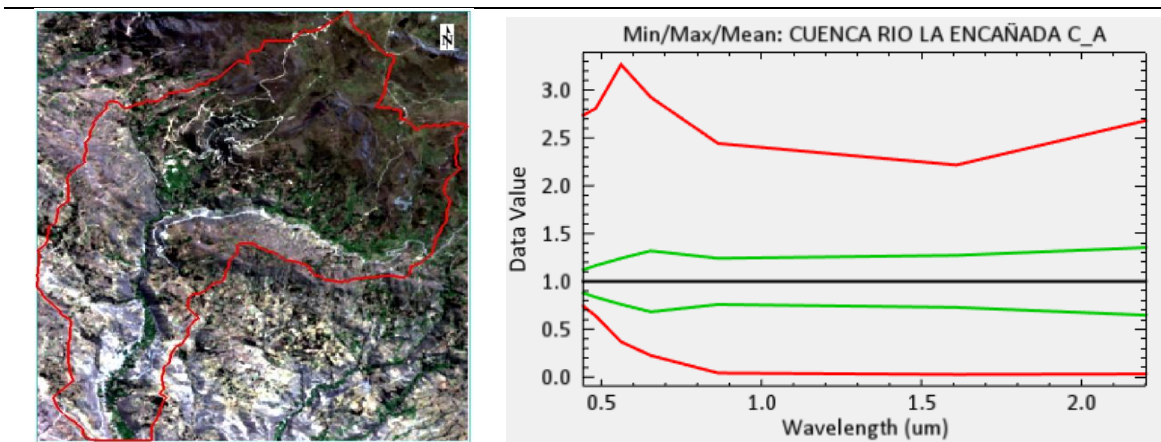 N
Min/Max/Mean: CUENCA RIO LA ENCAÑADA C_A
Data Value
3.0
2.5
2.0
1.5
1.0
0.5
0.0
0.5 1.0 1.5 2.0
Wavelength (um)